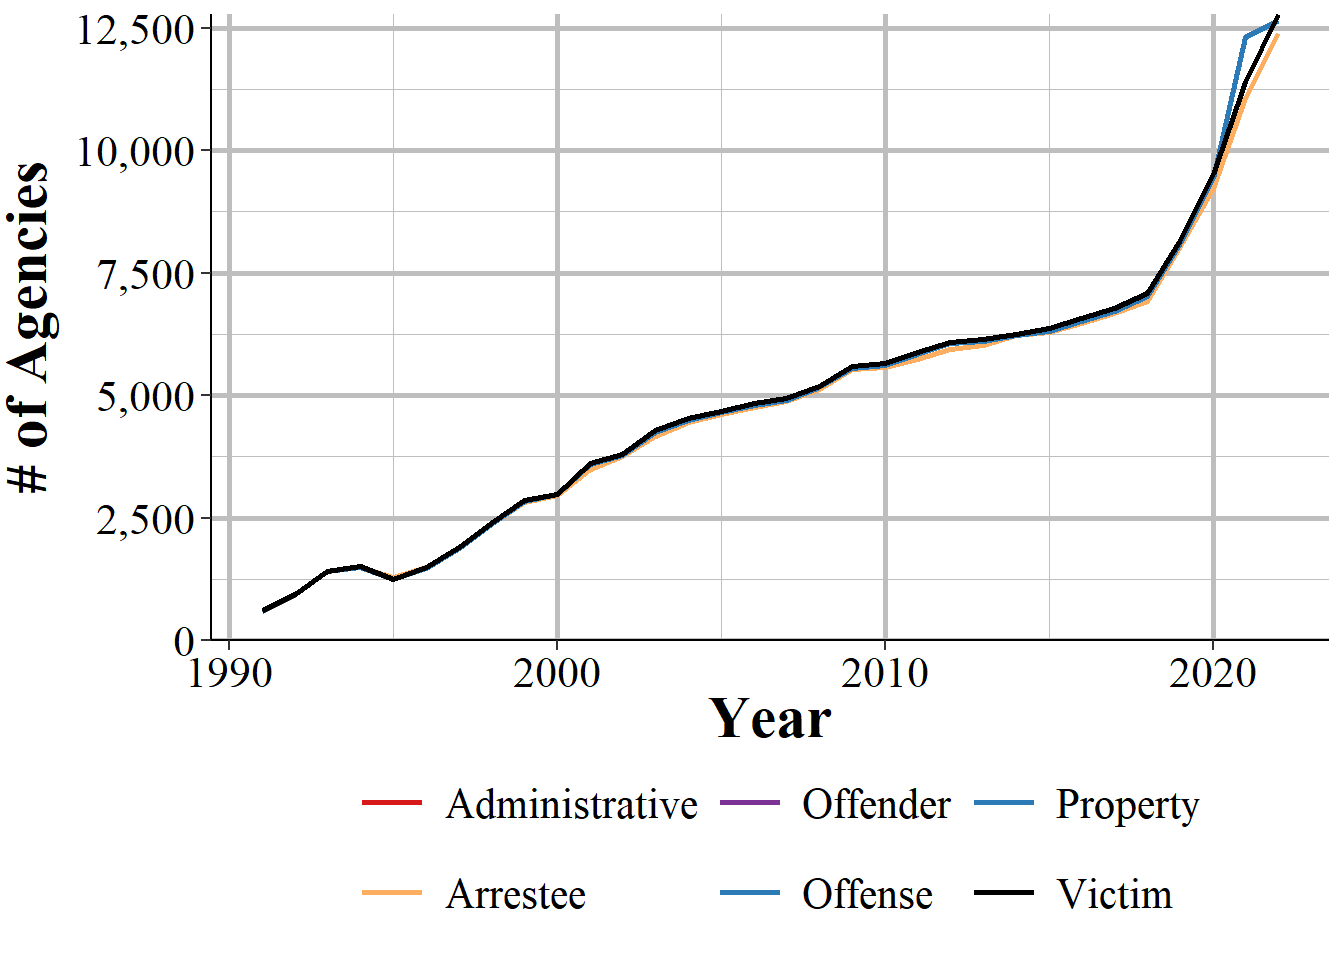 # of Agencies
12,500
10,000
7,500
5,000
2,500
0
1990 2000 2010 2020
Year
Administrative Offender Property
Arrestee Offense Victim